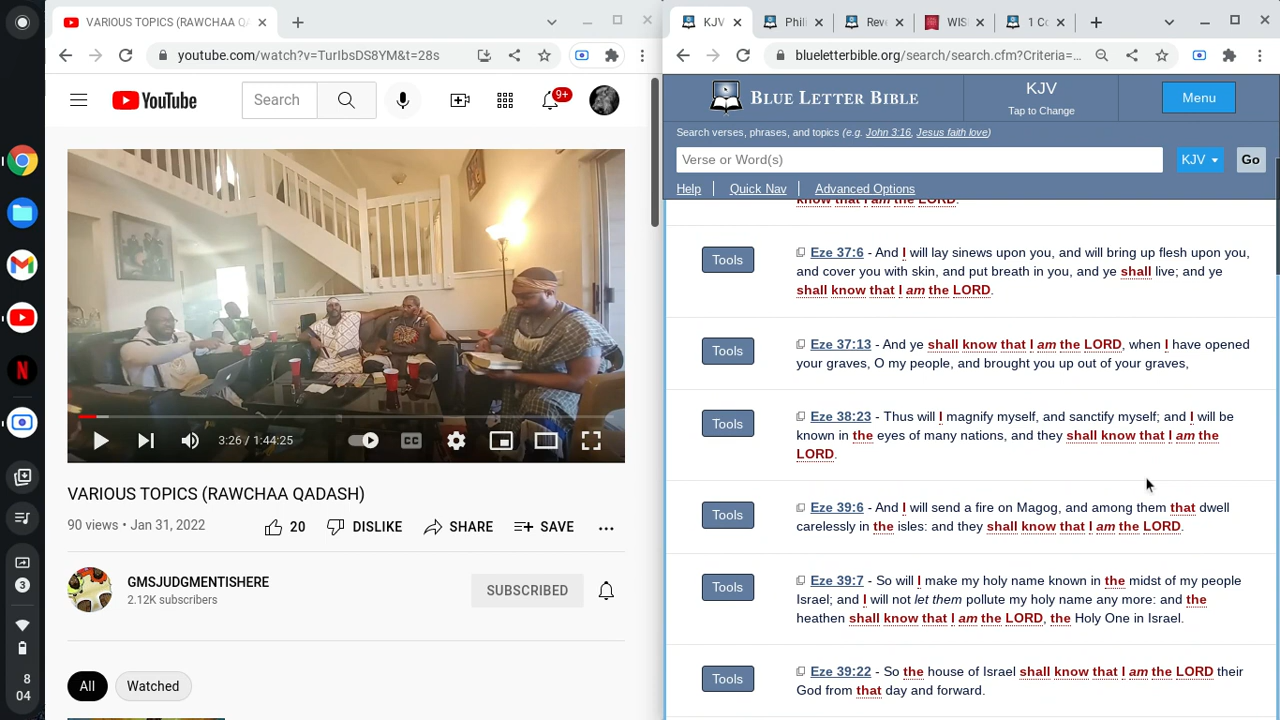 VARIOUS TOPICS (RAWCHAA Q
youtube.com/watch?v=TurIbsDS8YM&t=28s
YouTube
Search
9+
3:26 / 1:44:25
CC
VARIOUS TOPICS (RAWCHAA QADASH)
90 views • Jan 31, 2022
20
DISLIKE
SHARE
SAVE
GMSJUDGMENTISHERE
2.12K subscribers
SUBSCRIBED
All
Watched
3
8
04
KJV
Phili
Reve
WIS
1 Co
blueletterbible.org/search/search.cfm?Criteria=...
BLUE LETTER BIBLE
KJV
Tap to Change
Menu
Search verses, phrases, and topics (e.g. John 3:16, Jesus faith love)
Verse or Word(s)
KJV
Go
Help
Quick Nav
Advanced Options
know that I am the LORD.
Tools
Eze 37:6 - And I will lay sinews upon you, and will bring up flesh upon you,
and cover you with skin, and put breath in you, and ye shall live; and ye
shall know that I am the LORD.
Tools
Eze 37:13 - And ye shall know that I am the LORD, when I have opened
your graves, O my people, and brought you up out of your graves,
Tools
Eze 38:23 - Thus will I magnify myself, and sanctify myself; and I will be
known in the eyes of many nations, and they shall know that I am the
LORD.
Tools
Eze 39:6 - And I will send a fire on Magog, and among them that dwell
carelessly in the isles: and they shall know that I am the LORD.
Tools
Eze 39:7 - So will I make my holy name known in the midst of my people
Israel; and I will not let them pollute my holy name any more: and the
heathen shall know that I am the LORD, the Holy One in Israel.
Tools
Eze 39:22 - So the house of Israel shall know that I am the LORD their
God from that day and forward.